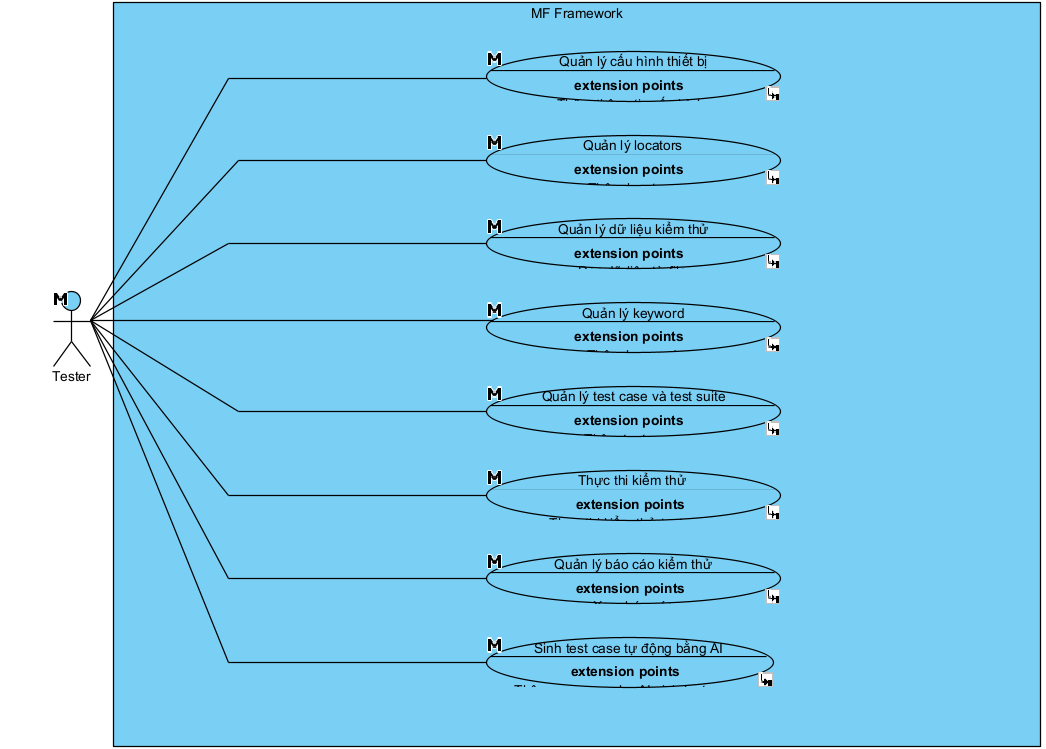 MF Framework
M
Quản lý cấu hình thiết bị
extension points
M
Quản lý locators
extension points
M
Quản lý dữ liệu kiểm thử
extension points
M
Tester
M
Quản lý keyword
extension points
M
Quản lý test case và test suite
extension points
M
Thực thi kiểm thử
extension points
M
Quản lý báo cáo kiểm thử
extension points
M
Sinh test case tự động bằng AI
extension points